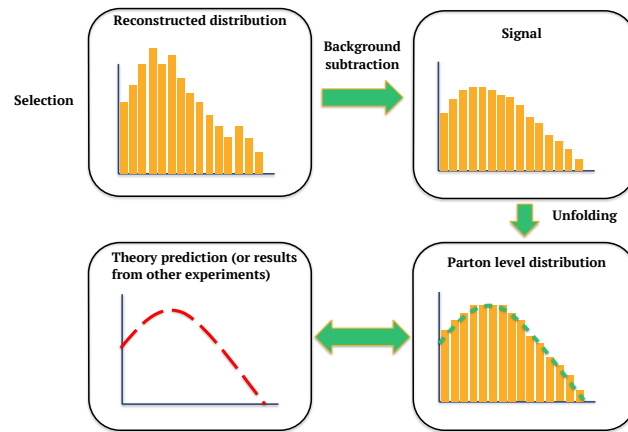 Reconstructed distribution
Selection
Background
subtraction
Signal
Unfolding
Theory prediction (or results
from other experiments)
Parton level distribution